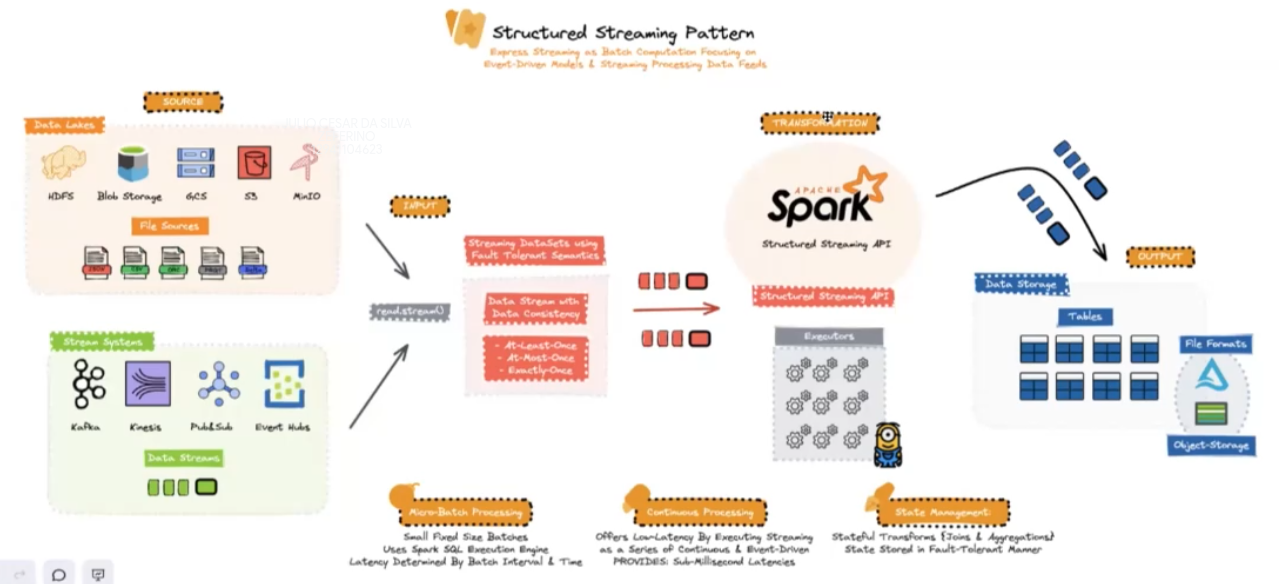 Structured Streaming Pattern
Express Streaming as Batch Computation Focusing on
Event-Driven Models & Streaming Processing Data Feeds
SOURCE
Data Lakes
HDFS
Blob Storage
GCS
S3
MinIO
File Sources
JSON
CSV
Stream Systems
Kafka
Kinesis
Pub&Sub
Event Hubs
Data Streams
INPUT
read.stream()
Streaming DataSets using
Fault Tolerant Semantics
Data Stream with
Data Consistency
- At-Least-Once
- At-Most-Once
- Exactly-Once
TRANSFORMATION
APACHE
Spark
Structured Streaming API
Structured Streaming API
Executors
OUTPUT
Data Storage
Tables
File Formats
Object-Storage
Micro-Batch Processing
Small Fixed Size Batches
Uses Spark SQL Execution Engine
Latency Determined By Batch Interval & Time
Continuous Processing
Offers Low-Latency By Executing Streaming
as a Series of Continuous & Event-Driven
PROVIDES: Sub-Millisecond Latencies
State Management:
Stateful Transforms {Joins & Aggregations}
State Stored in Fault-Tolerant Manner